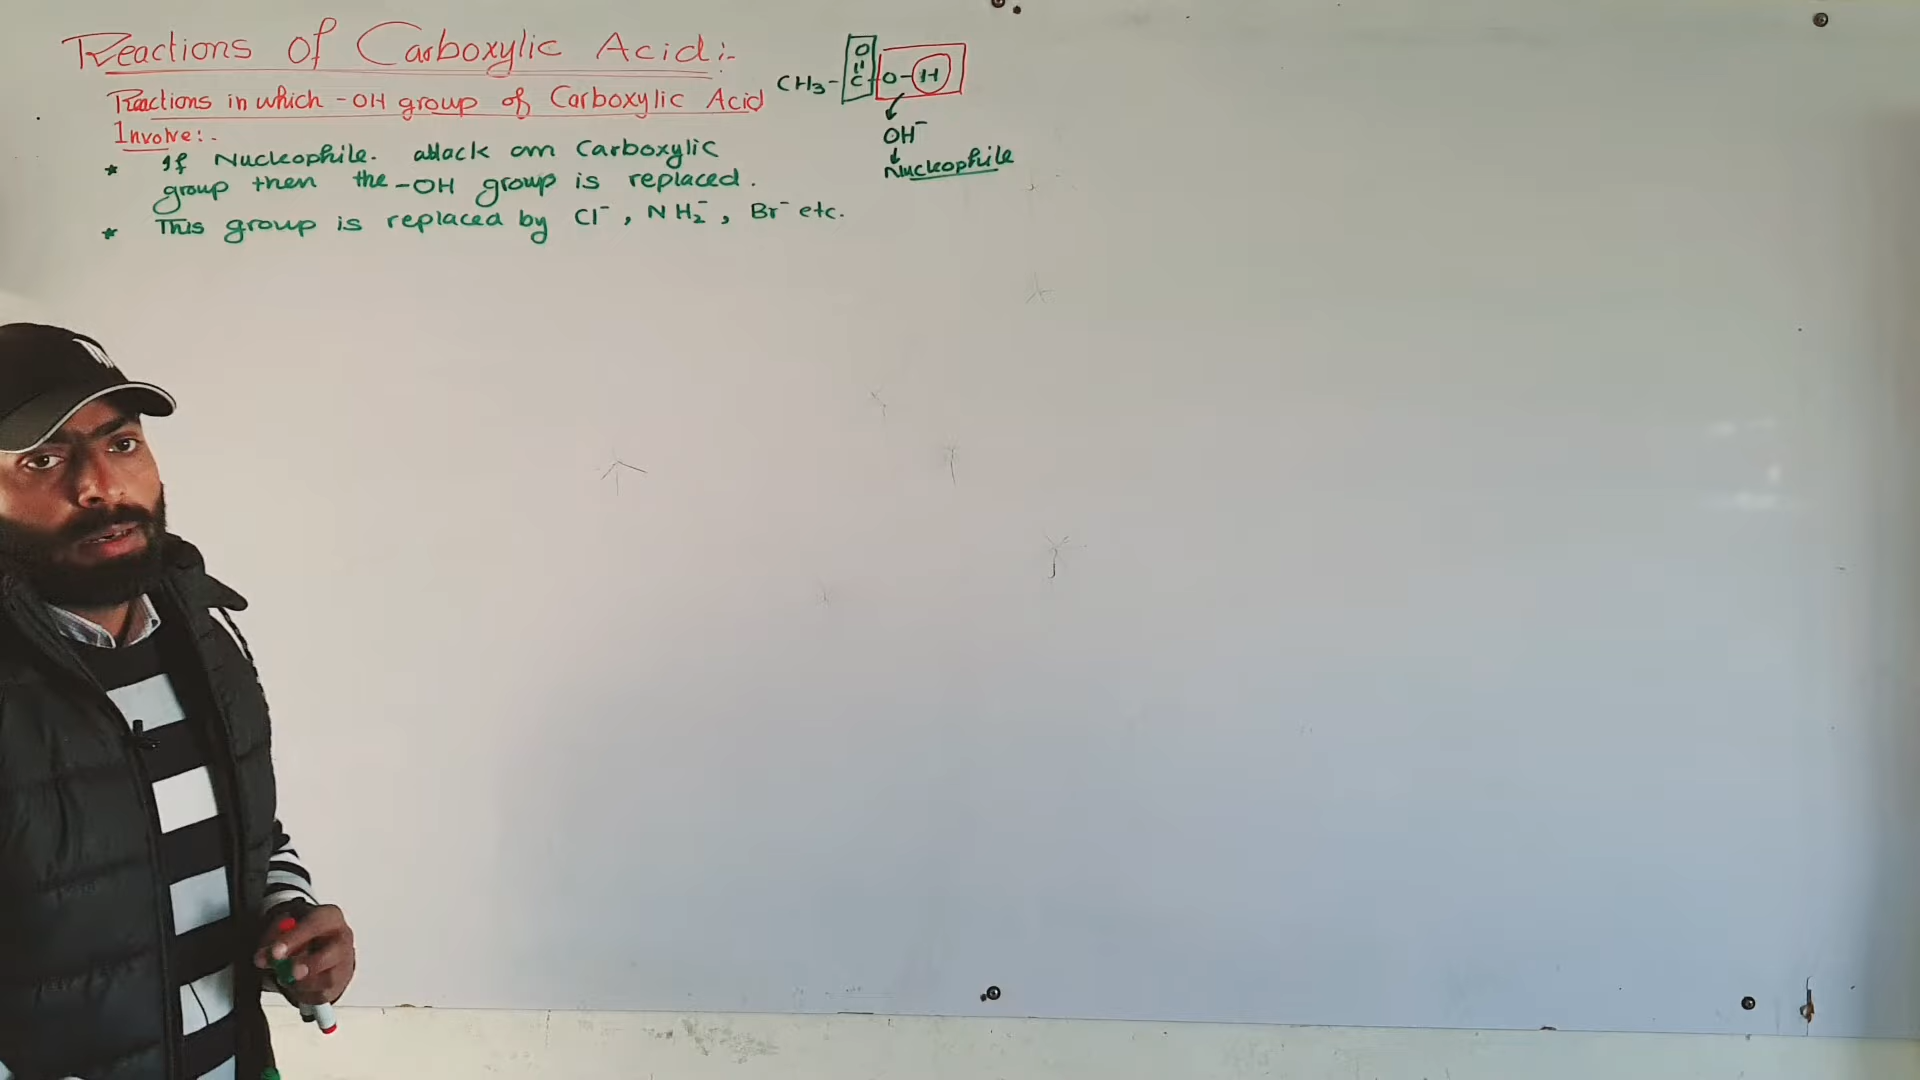 Reactions of Carboxylic Acid:-
Reactions in which -OH group of Carboxylic Acid
Involve:-
* If Nucleophile. attack on Carboxylic
group then the -OH group is replaced.
* This group is replaced by Cl⁻, NH₂⁻, Br⁻ etc.
O
||
CH₃-C-O-H
↓
OH⁻
↓
Nucleophile